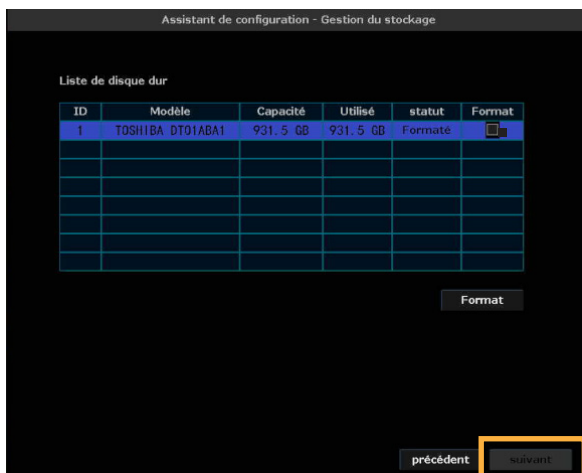 Assistant de configuration - Gestion du stockage
Liste de disque dur
ID Modèle Capacité Utilisé statut Format
1 TOSHIBA DT01ABA1 931.5 GB 931.5 GB Formaté
Format
précédent suivant